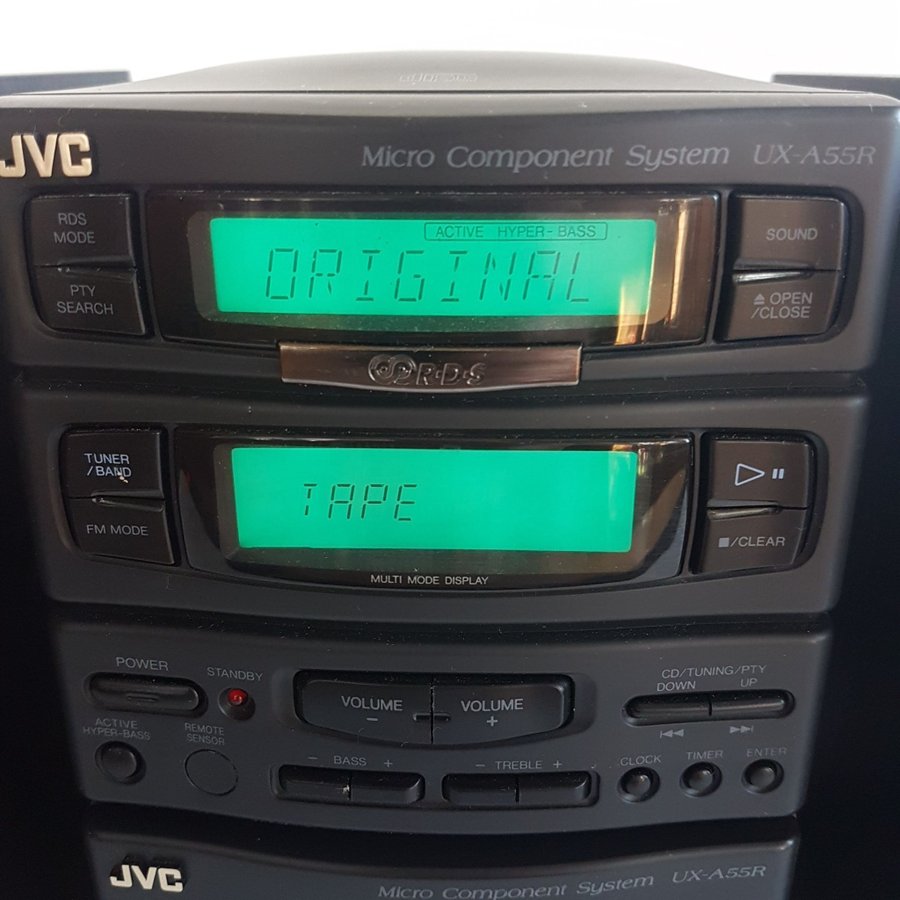 JVC
Micro Component System UX-A55R
RDS
MODE
PTY
SEARCH
ACTIVE HYPER-BASS
ORIGINAL
SOUND
⏏ OPEN
/CLOSE
R·D·S
TUNER
/BAND
FM MODE
TAPE
■/CLEAR
MULTI MODE DISPLAY
POWER
STANDBY
ACTIVE
HYPER-BASS
REMOTE
SENSOR
VOLUME
−
VOLUME
+
− BASS +
− TREBLE +
CD/TUNING/PTY
DOWN UP
CLOCK TIMER ENTER
JVC
Micro Component System UX-A55R